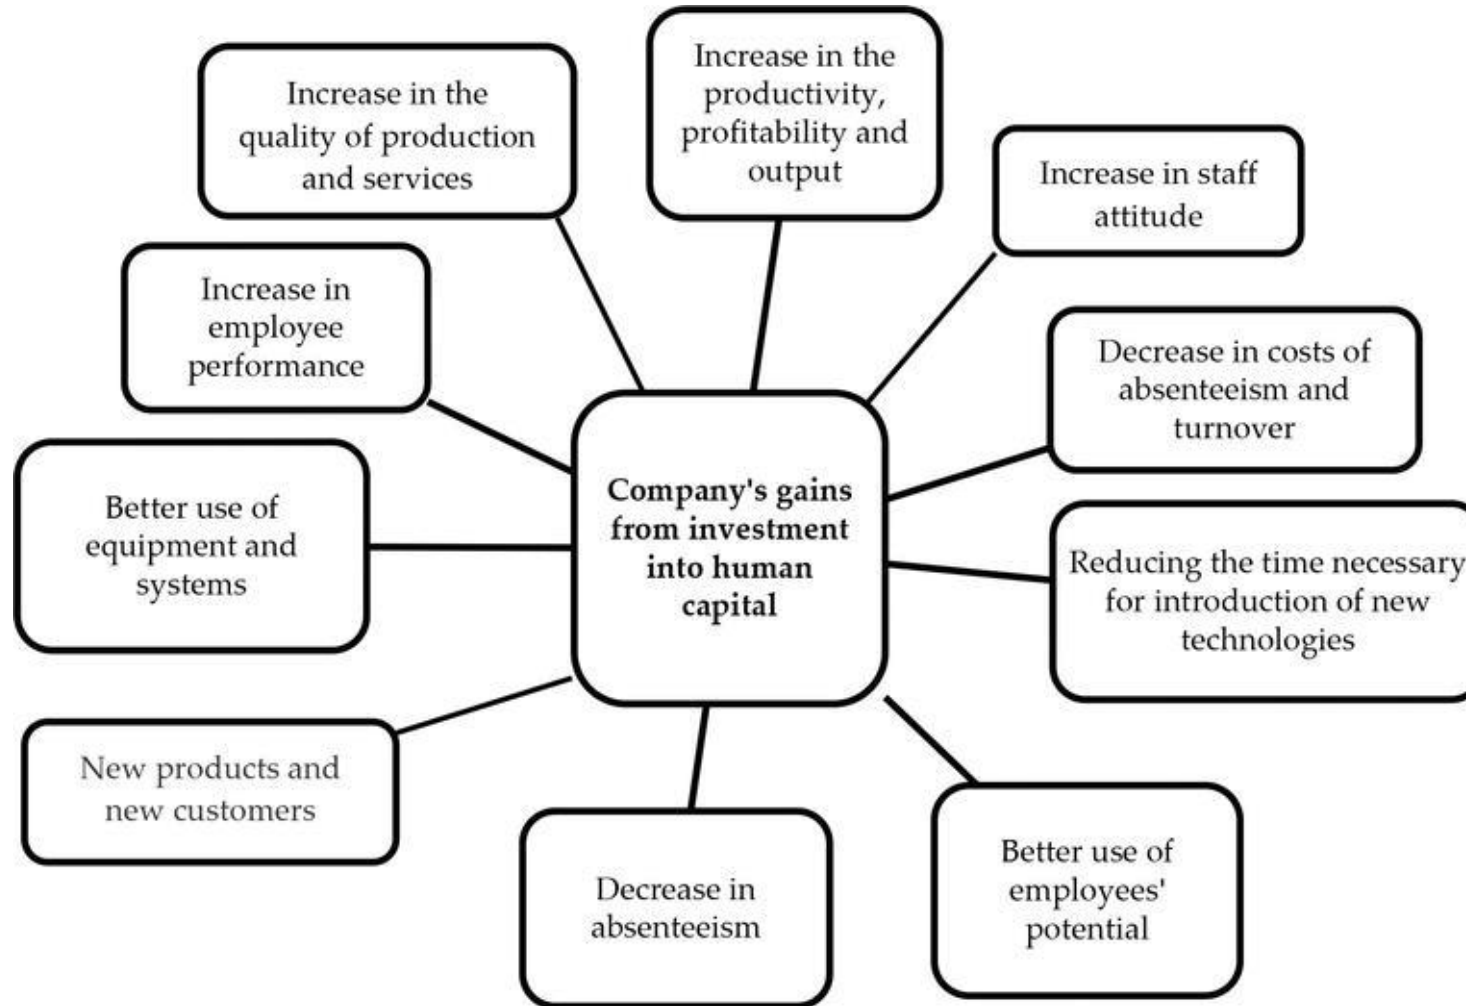 Increase in the
quality of production
and services
Increase in the
productivity,
profitability and
output
Increase in staff
attitude
Increase in
employee
performance
Decrease in costs of
absenteeism and
turnover
Company's gains
from investment
into human
capital
Better use of
equipment and
systems
Reducing the time necessary
for introduction of new
technologies
New products and
new customers
Decrease in
absenteeism
Better use of
employees'
potential